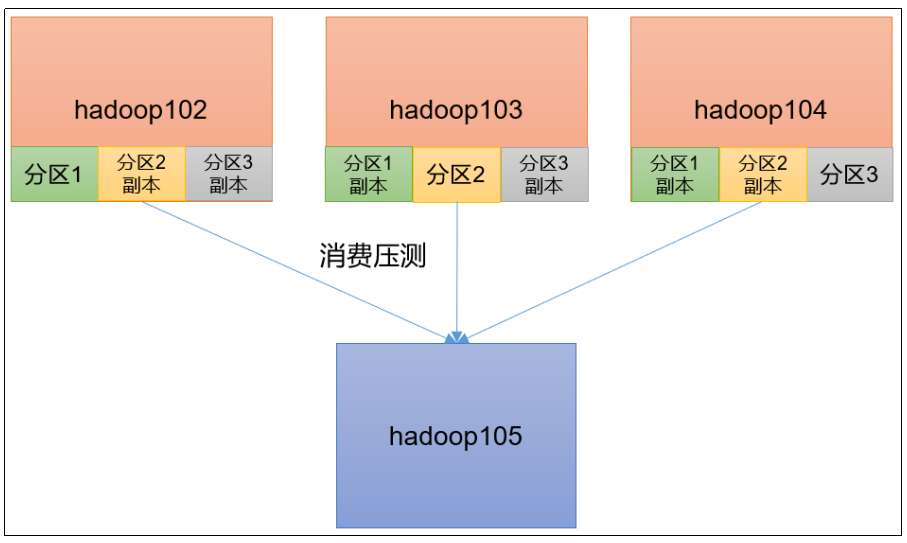 hadoop102
hadoop103
hadoop104
分区1
分区2
副本
分区3
副本
分区1
副本
分区2
分区3
副本
分区1
副本
分区2
副本
分区3
消费压测
hadoop105